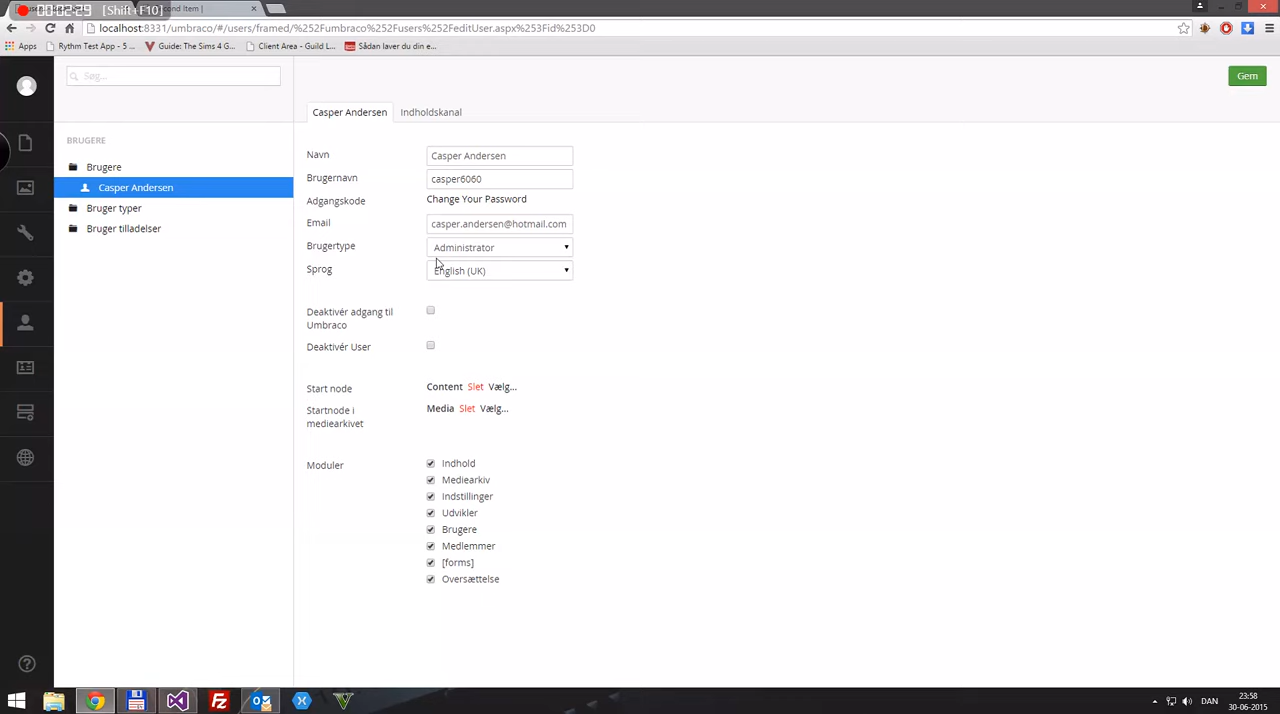 00:02:29 [Shift+F10]
cond Item |
localhost:8331/umbraco/#/users/framed/%252Fumbraco%252Fusers%252FeditUser.aspx%253Fid%253D0
Apps Rythm Test App - 5 ... Guide: The Sims 4 G... Client Area - Guild L... Sådan laver du din e...
Søg...
Gem
Casper Andersen Indholdskanal
BRUGERE
Brugere
Casper Andersen
Bruger typer
Bruger tilladelser
Navn Casper Andersen
Brugernavn casper6060
Adgangskode Change Your Password
Email casper.andersen@hotmail.com
Brugertype Administrator
Sprog English (UK)
Deaktivér adgang til
Umbraco
Deaktivér User
Start node Content Slet Vælg...
Startnode i Media Slet Vælg...
mediearkivet
Moduler Indhold
Mediearkiv
Indstillinger
Udvikler
Brugere
Medlemmer
[forms]
Oversættelse
DAN
23:58
30-06-2015